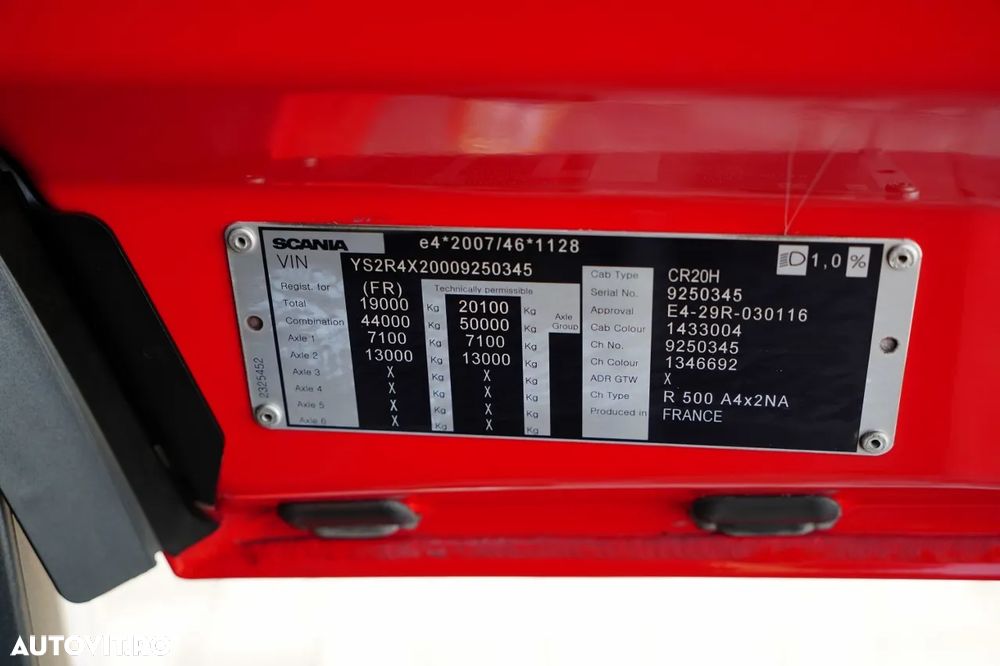 SCANIA e4*2007/46*1128
VIN YS2R4X20009250345
1,0 %
Regist. for (FR) Technically permissible
Total 19000 Kg 20100 Kg
Combination 44000 Kg 50000 Kg
Axle 1 7100 Kg 7100 Kg
Axle 2 13000 Kg 13000 Kg
Axle 3 X Kg X Kg
Axle 4 X Kg X Kg
Axle 5 X Kg X Kg
Axle 6 X Kg X Kg
Axle
Group
Cab Type CR20H
Serial No. 9250345
Approval E4-29R-030116
Cab Colour 1433004
Ch No. 9250345
Ch Colour 1346692
ADR GTW X
Ch Type R 500 A4x2NA
Produced in FRANCE
2325452
AUTOVIT.RO